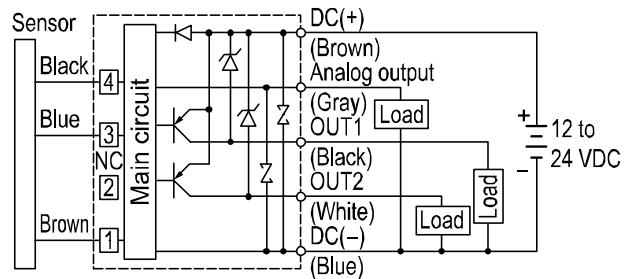 Sensor
Black
Blue
Brown
4
3
NC
2
1
Main circuit
DC(+)
(Brown)
Analog output
(Gray)
OUT1
(Black)
OUT2
(White)
DC(−)
(Blue)
Load
Load
Load
+
12 to
24 VDC
−